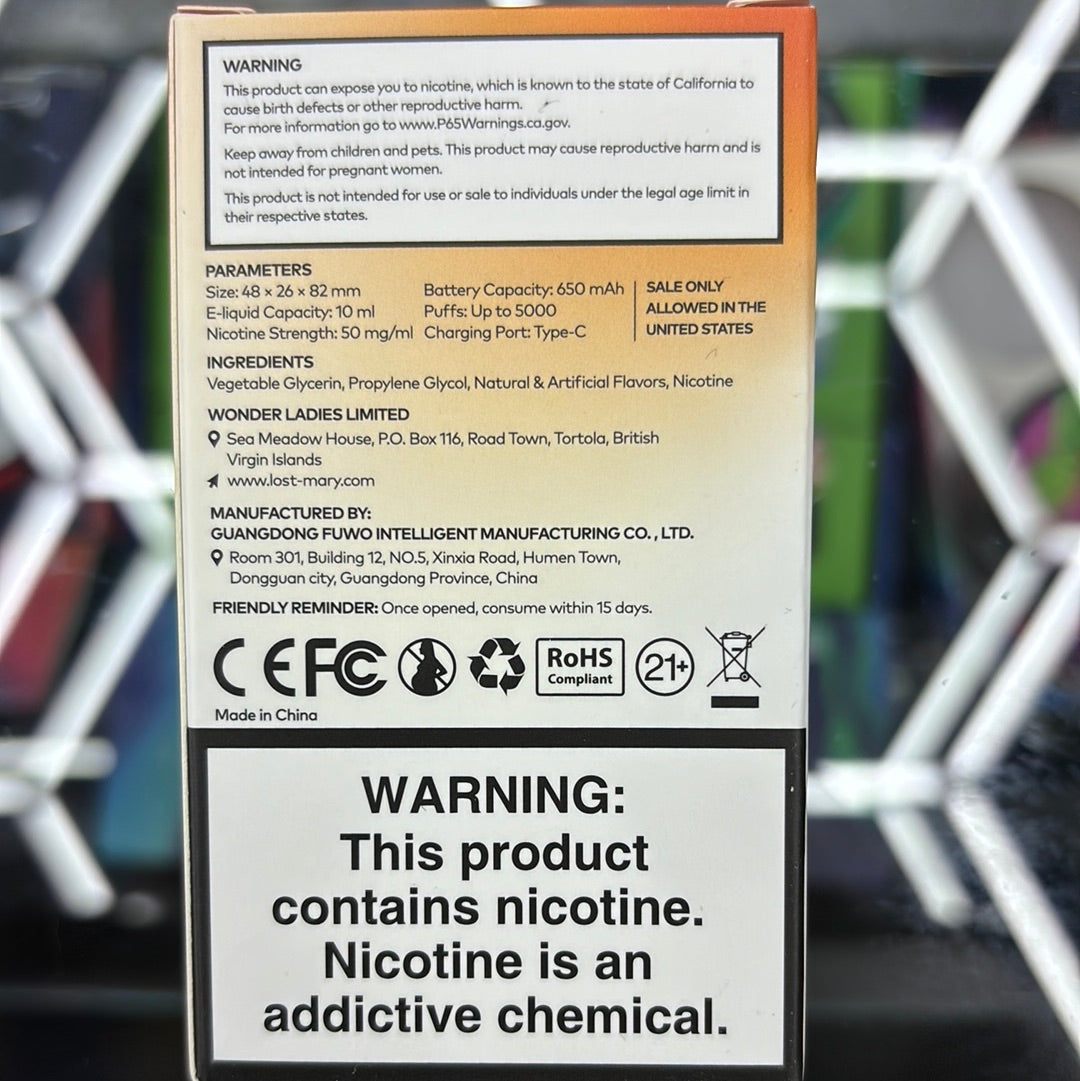 WARNING
This product can expose you to nicotine, which is known to the state of California to
cause birth defects or other reproductive harm.
For more information go to www.P65Warnings.ca.gov.
Keep away from children and pets. This product may cause reproductive harm and is
not intended for pregnant women.
This product is not intended for use or sale to individuals under the legal age limit in
their respective states.
PARAMETERS
Size: 48 × 26 × 82 mm
E-liquid Capacity: 10 ml
Nicotine Strength: 50 mg/ml
Battery Capacity: 650 mAh
Puffs: Up to 5000
Charging Port: Type-C
SALE ONLY
ALLOWED IN THE
UNITED STATES
INGREDIENTS
Vegetable Glycerin, Propylene Glycol, Natural & Artificial Flavors, Nicotine
WONDER LADIES LIMITED
Sea Meadow House, P.O. Box 116, Road Town, Tortola, British
Virgin Islands
www.lost-mary.com
MANUFACTURED BY:
GUANGDONG FUWO INTELLIGENT MANUFACTURING CO. , LTD.
Room 301, Building 12, NO.5, Xinxia Road, Humen Town,
Dongguan city, Guangdong Province, China
FRIENDLY REMINDER: Once opened, consume within 15 days.
CE FC RoHS 21+
Compliant
Made in China
WARNING:
This product
contains nicotine.
Nicotine is an
addictive chemical.